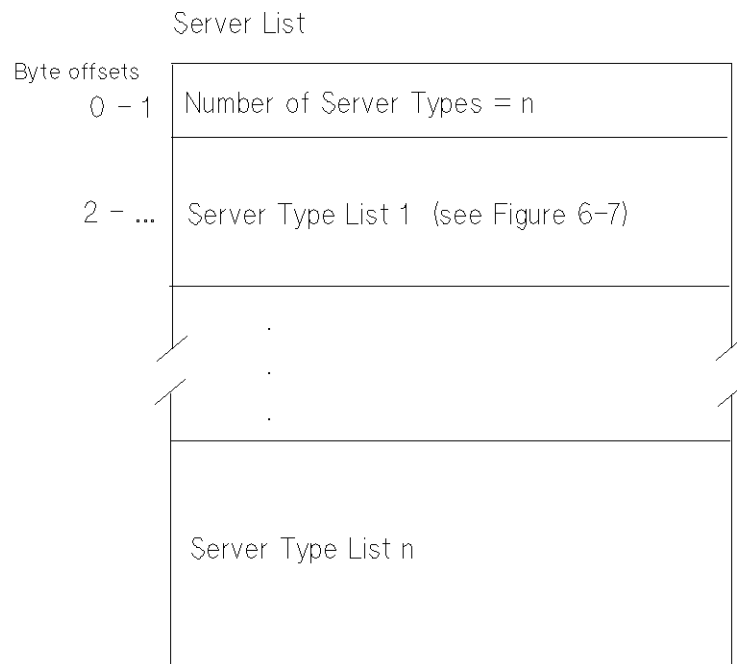 Server List
Byte offsets
0 - 1 Number of Server Types = n
2 - ... Server Type List 1 (see Figure 6-7)
.
.
.
Server Type List n